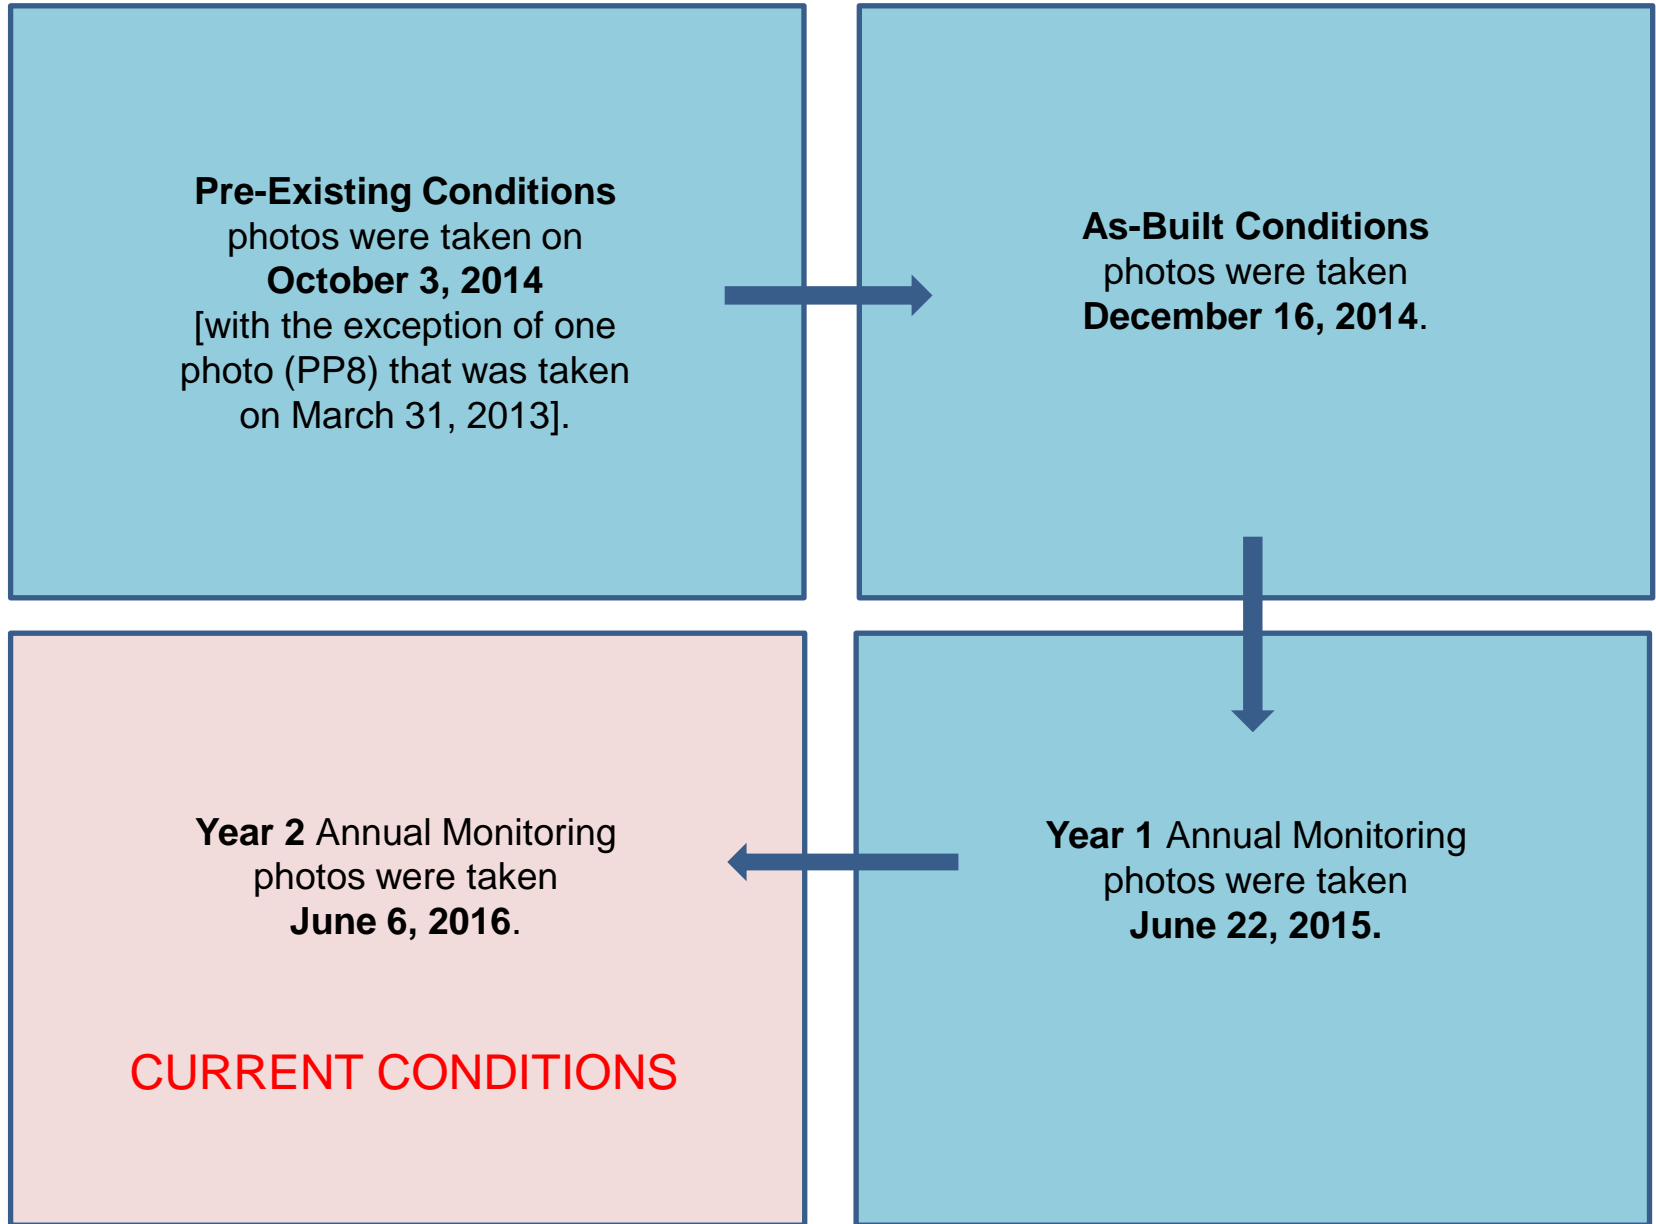 Pre-Existing Conditions
photos were taken on
October 3, 2014
[with the exception of one
photo (PP8) that was taken
on March 31, 2013].
As-Built Conditions
photos were taken
December 16, 2014.
Year 2 Annual Monitoring
photos were taken
June 6, 2016.
CURRENT CONDITIONS
Year 1 Annual Monitoring
photos were taken
June 22, 2015.